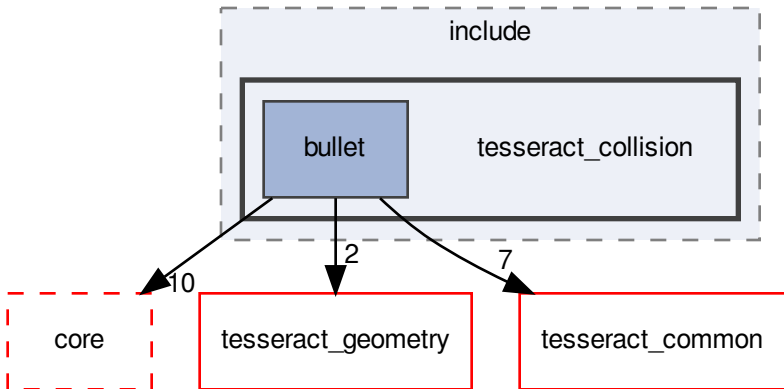 include
bullet
tesseract_collision
10
2
7
core
tesseract_geometry
tesseract_common